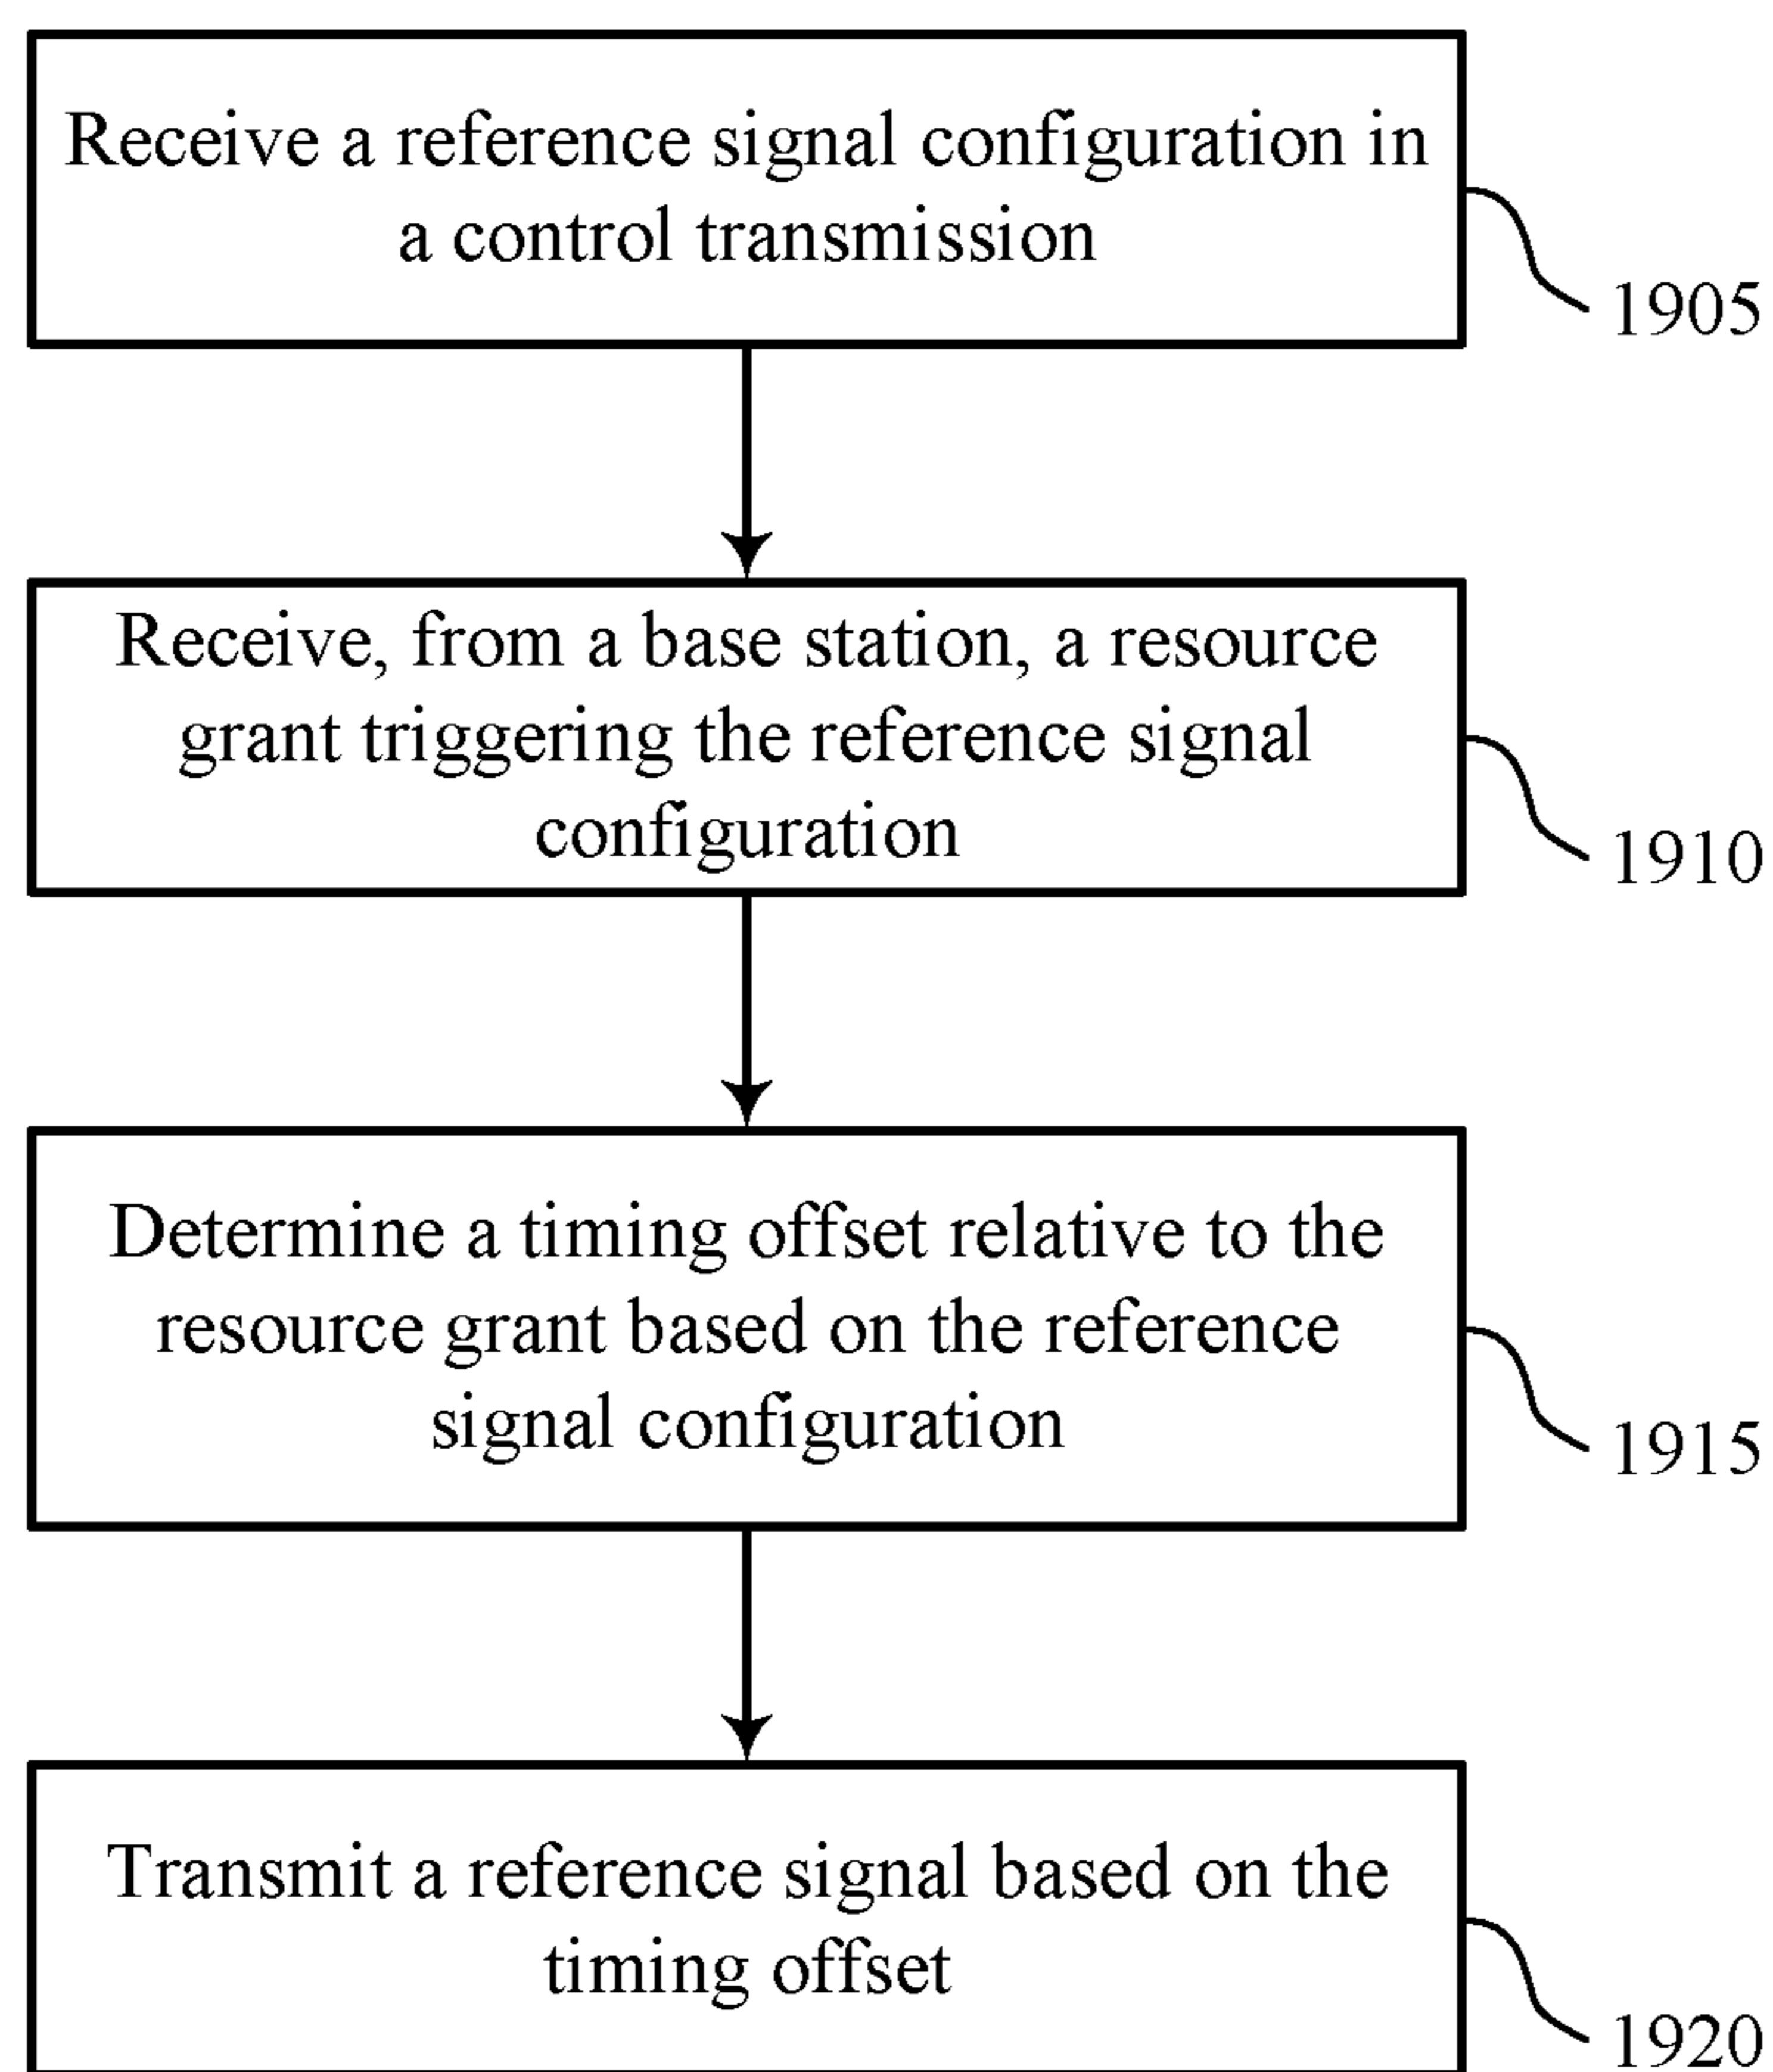 Receive a reference signal configuration in
a control transmission
1905
Receive, from a base station, a resource
grant triggering the reference signal
configuration
1910
Determine a timing offset relative to the
resource grant based on the reference
signal configuration
1915
Transmit a reference signal based on the
timing offset
1920